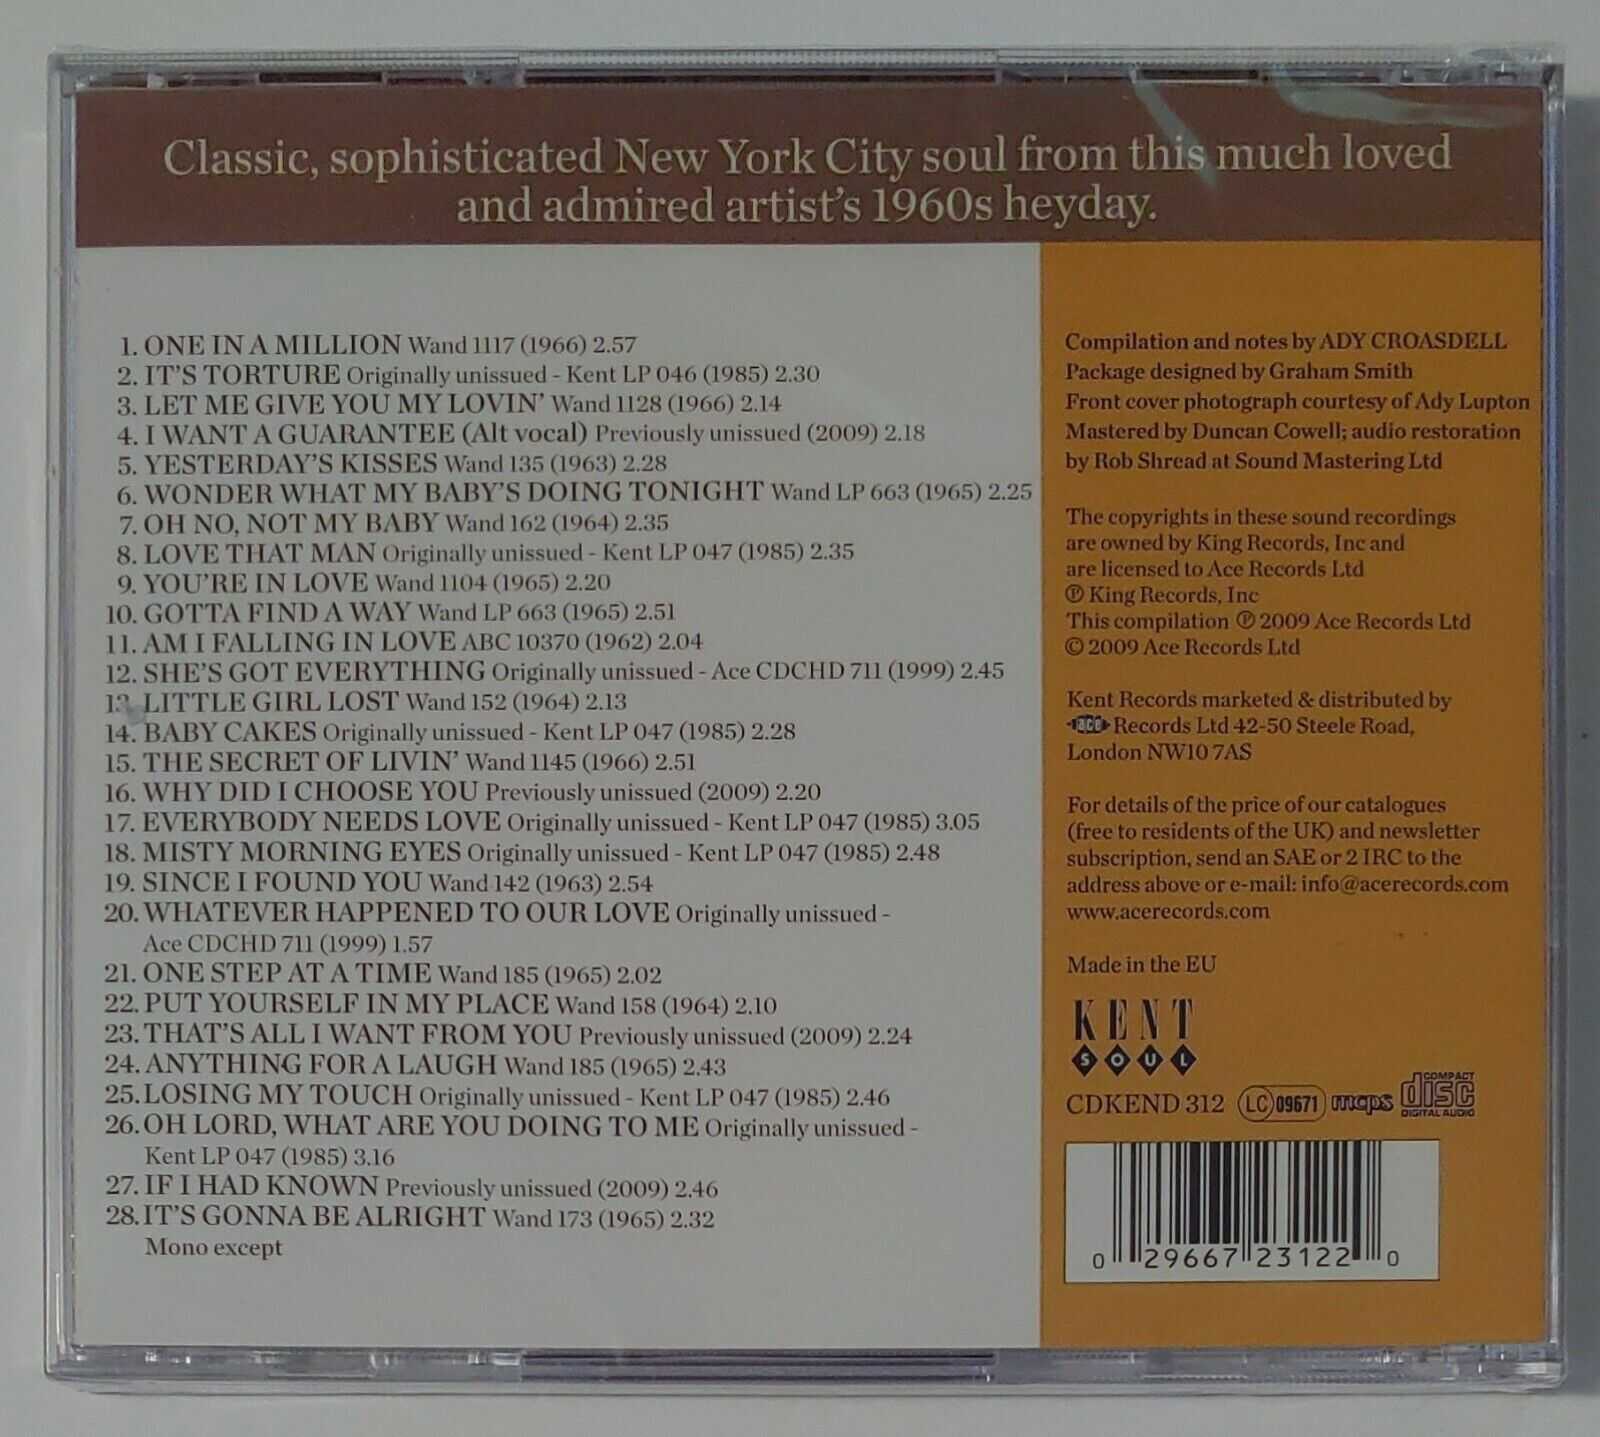 Classic, sophisticated New York City soul from this much loved
and admired artist's 1960s heyday.
1. ONE IN A MILLION Wand 1117 (1966) 2.57
2. IT'S TORTURE Originally unissued - Kent LP 046 (1985) 2.30
3. LET ME GIVE YOU MY LOVIN' Wand 1128 (1966) 2.14
4. I WANT A GUARANTEE (Alt vocal) Previously unissued (2009) 2.18
5. YESTERDAY'S KISSES Wand 135 (1963) 2.28
6. WONDER WHAT MY BABY'S DOING TONIGHT Wand LP 663 (1965) 2.25
7. OH NO, NOT MY BABY Wand 162 (1964) 2.35
8. LOVE THAT MAN Originally unissued - Kent LP 047 (1985) 2.35
9. YOU'RE IN LOVE Wand 1104 (1965) 2.20
10. GOTTA FIND A WAY Wand LP 663 (1965) 2.51
11. AM I FALLING IN LOVE ABC 10370 (1962) 2.04
12. SHE'S GOT EVERYTHING Originally unissued - Ace CDCHD 711 (1999) 2.45
13. LITTLE GIRL LOST Wand 152 (1964) 2.13
14. BABY CAKES Originally unissued - Kent LP 047 (1985) 2.28
15. THE SECRET OF LIVIN' Wand 1145 (1966) 2.51
16. WHY DID I CHOOSE YOU Previously unissued (2009) 2.20
17. EVERYBODY NEEDS LOVE Originally unissued - Kent LP 047 (1985) 3.05
18. MISTY MORNING EYES Originally unissued - Kent LP 047 (1985) 2.48
19. SINCE I FOUND YOU Wand 142 (1963) 2.54
20. WHATEVER HAPPENED TO OUR LOVE Originally unissued -
Ace CDCHD 711 (1999) 1.57
21. ONE STEP AT A TIME Wand 185 (1965) 2.02
22. PUT YOURSELF IN MY PLACE Wand 158 (1964) 2.10
23. THAT'S ALL I WANT FROM YOU Previously unissued (2009) 2.24
24. ANYTHING FOR A LAUGH Wand 185 (1965) 2.43
25. LOSING MY TOUCH Originally unissued - Kent LP 047 (1985) 2.46
26. OH LORD, WHAT ARE YOU DOING TO ME Originally unissued -
Kent LP 047 (1985) 3.16
27. IF I HAD KNOWN Previously unissued (2009) 2.46
28. IT'S GONNA BE ALRIGHT Wand 173 (1965) 2.32
Mono except
Compilation and notes by ADY CROASDELL
Package designed by Graham Smith
Front cover photograph courtesy of Ady Lupton
Mastered by Duncan Cowell; audio restoration
by Rob Shread at Sound Mastering Ltd
The copyrights in these sound recordings
are owned by King Records, Inc and
are licensed to Ace Records Ltd
℗ King Records, Inc
This compilation ℗ 2009 Ace Records Ltd
© 2009 Ace Records Ltd
Kent Records marketed & distributed by
ace Records Ltd 42-50 Steele Road,
London NW10 7AS
For details of the price of our catalogues
(free to residents of the UK) and newsletter
subscription, send an SAE or 2 IRC to the
address above or e-mail: info@acerecords.com
www.acerecords.com
Made in the EU
KENT
SOUL
CDKEND 312 LC 09671 mcps COMPACT disc DIGITAL AUDIO
0 29667 23122 0